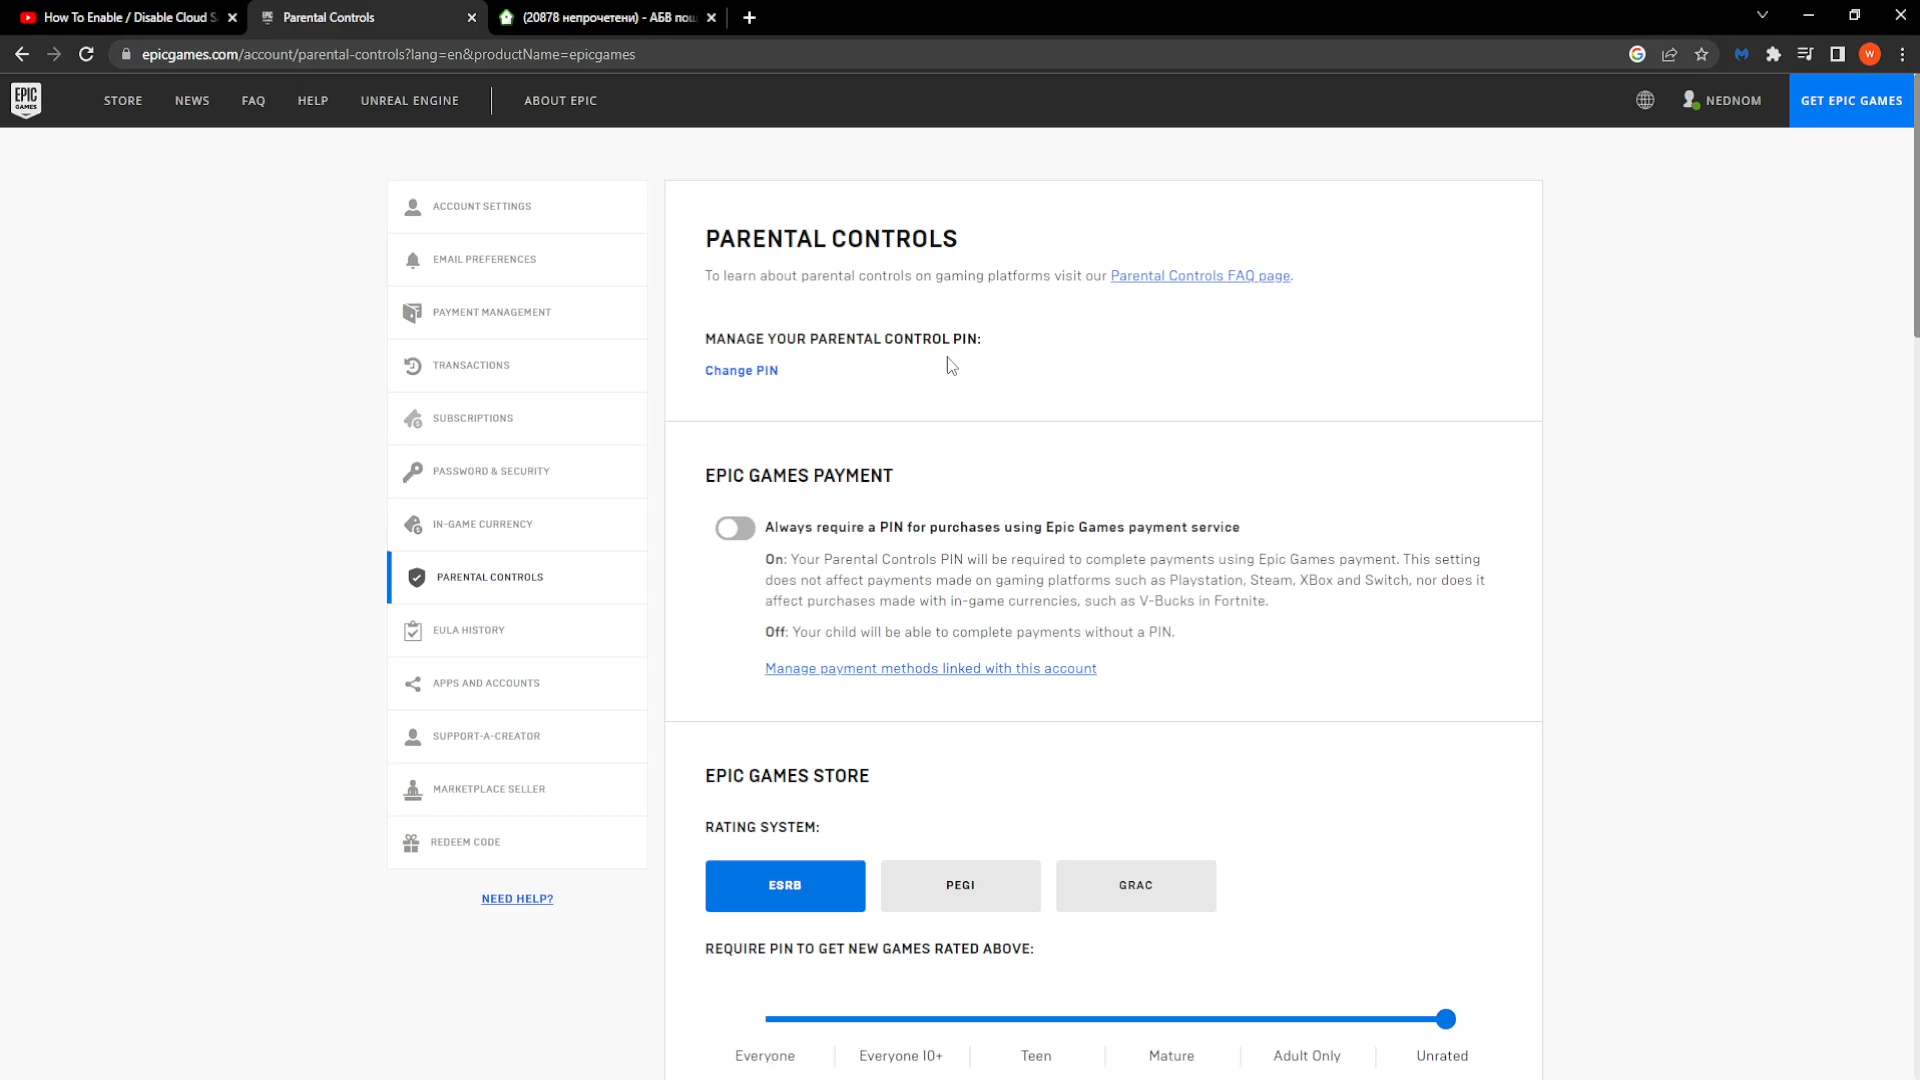 How To Enable / Disable Cloud S
Parental Controls
(20878 непрочетени) - АБВ пощ
epicgames.com/account/parental-controls?lang=en&productName=epicgames
W
EPIC GAMES
STORE
NEWS
FAQ
HELP
UNREAL ENGINE
ABOUT EPIC
NEDNOM
GET EPIC GAMES
ACCOUNT SETTINGS
EMAIL PREFERENCES
PAYMENT MANAGEMENT
TRANSACTIONS
SUBSCRIPTIONS
PASSWORD & SECURITY
IN-GAME CURRENCY
PARENTAL CONTROLS
EULA HISTORY
APPS AND ACCOUNTS
SUPPORT-A-CREATOR
MARKETPLACE SELLER
REDEEM CODE
NEED HELP?
PARENTAL CONTROLS
To learn about parental controls on gaming platforms visit our Parental Controls FAQ page.
MANAGE YOUR PARENTAL CONTROL PIN:
Change PIN
EPIC GAMES PAYMENT
Always require a PIN for purchases using Epic Games payment service
On: Your Parental Controls PIN will be required to complete payments using Epic Games payment. This setting
does not affect payments made on gaming platforms such as Playstation, Steam, XBox and Switch, nor does it
affect purchases made with in-game currencies, such as V-Bucks in Fortnite.
Off: Your child will be able to complete payments without a PIN.
Manage payment methods linked with this account
EPIC GAMES STORE
RATING SYSTEM:
ESRB
PEGI
GRAC
REQUIRE PIN TO GET NEW GAMES RATED ABOVE:
Everyone
Everyone 10+
Teen
Mature
Adult Only
Unrated